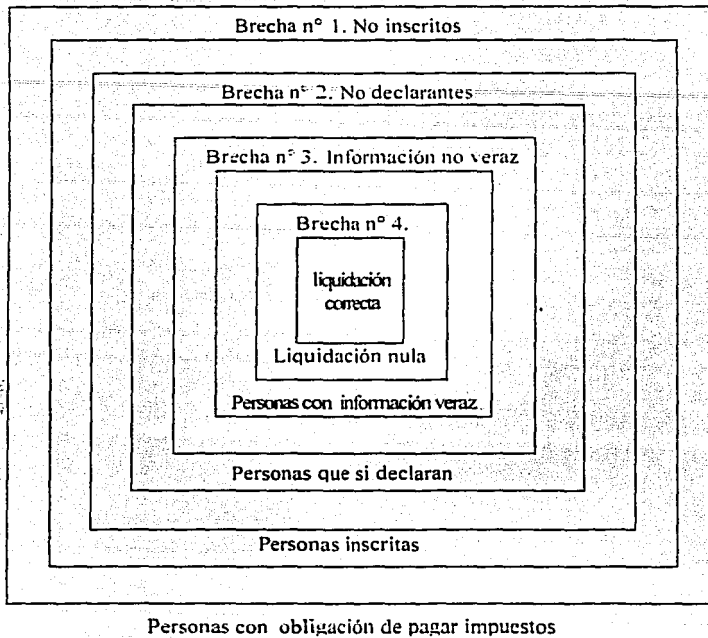 Brecha n° 1. No inscritos
Brecha n° 2. No declarantes
Brecha n° 3. Información no veraz
Brecha n° 4.
liquidación
correcta
Liquidación nula
Personas con información veraz
Personas que si declaran
Personas inscritas
Personas con obligación de pagar impuestos